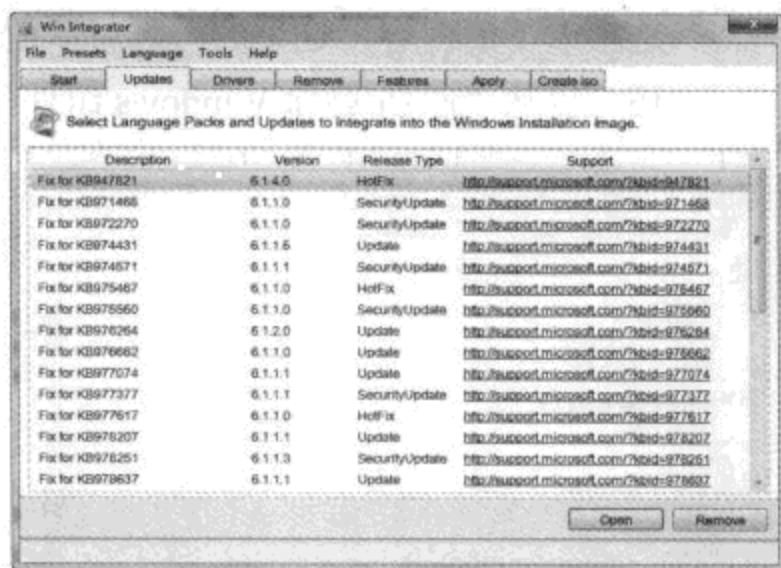 Win Integrator
File Presets Language Tools Help
Start Updates Drivers Remove Features Apply Create Iso
Select Language Packs and Updates to Integrate into the Windows Installation image.
Description Version Release Type Support
Fix for KB947821 6.1.4.0 HotFix http://support.microsoft.com/?kbid=947821
Fix for KB971468 6.1.1.0 SecurityUpdate http://support.microsoft.com/?kbid=971468
Fix for KB972270 6.1.1.0 SecurityUpdate http://support.microsoft.com/?kbid=972270
Fix for KB974431 6.1.1.6 Update http://support.microsoft.com/?kbid=974431
Fix for KB974571 6.1.1.1 SecurityUpdate http://support.microsoft.com/?kbid=974571
Fix for KB975467 6.1.1.0 HotFix http://support.microsoft.com/?kbid=975467
Fix for KB975560 6.1.1.0 SecurityUpdate http://support.microsoft.com/?kbid=975560
Fix for KB976264 6.1.2.0 Update http://support.microsoft.com/?kbid=976264
Fix for KB976662 6.1.1.0 Update http://support.microsoft.com/?kbid=976662
Fix for KB977074 6.1.1.1 Update http://support.microsoft.com/?kbid=977074
Fix for KB977377 6.1.1.1 SecurityUpdate http://support.microsoft.com/?kbid=977377
Fix for KB977617 6.1.1.0 HotFix http://support.microsoft.com/?kbid=977617
Fix for KB978207 6.1.1.1 Update http://support.microsoft.com/?kbid=978207
Fix for KB978251 6.1.1.3 SecurityUpdate http://support.microsoft.com/?kbid=978251
Fix for KB978637 6.1.1.1 Update http://support.microsoft.com/?kbid=978637
Open Remove